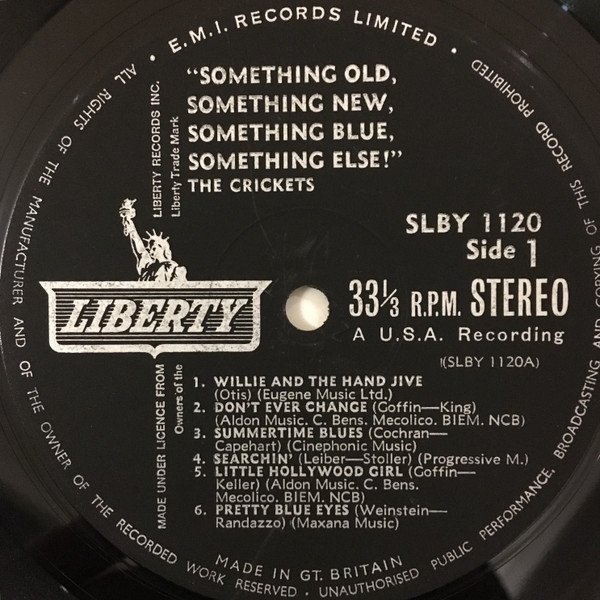 · E.M.I. RECORDS LIMITED ·
ALL RIGHTS OF THE MANUFACTURER AND OF THE OWNER OF THE RECORDED WORK RESERVED · UNAUTHORISED PUBLIC PERFORMANCE, BROADCASTING AND COPYING OF THIS RECORD PROHIBITED
"SOMETHING OLD,
SOMETHING NEW,
SOMETHING BLUE,
SOMETHING ELSE!"
THE CRICKETS
LIBERTY RECORDS INC.
Liberty Trade Mark
SLBY 1120
Side 1
LIBERTY
33⅓ R.P.M. STEREO
A U.S.A. Recording
(SLBY 1120A)
MADE UNDER LICENCE FROM
Owners of the
1. WILLIE AND THE HAND JIVE
(Otis) (Eugene Music Ltd.)
2. DON'T EVER CHANGE (Goffin—King)
(Aldon Music. C. Bens. Mecolico. BIEM. NCB)
3. SUMMERTIME BLUES (Cochran—
Capehart) (Cinephonic Music)
4. SEARCHIN' (Leiber—Stoller) (Progressive M.)
5. LITTLE HOLLYWOOD GIRL (Goffin—
Keller) (Aldon Music. C. Bens.
Mecolico. BIEM. NCB)
6. PRETTY BLUE EYES (Weinstein—
Randazzo) (Maxana Music)
MADE IN GT. BRITAIN